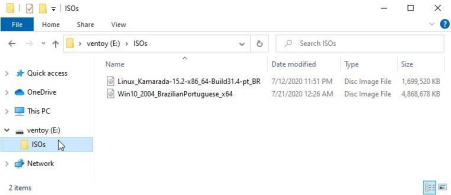 ISOs
File
Home
Share
View
ventoy (E:)
ISOs
Search ISOs
Name
Date modified
Type
Size
Quick access
OneDrive
This PC
ventoy (E:)
ISOs
Network
Linux_Kamarada-15.2-x86_64-Build31.4-pt_BR
7/12/2020 11:51 PM
Disc Image File
1,699,520 KB
Win10_2004_BrazilianPortuguese_x64
7/21/2020 12:26 AM
Disc Image File
4,868,678 KB
2 items